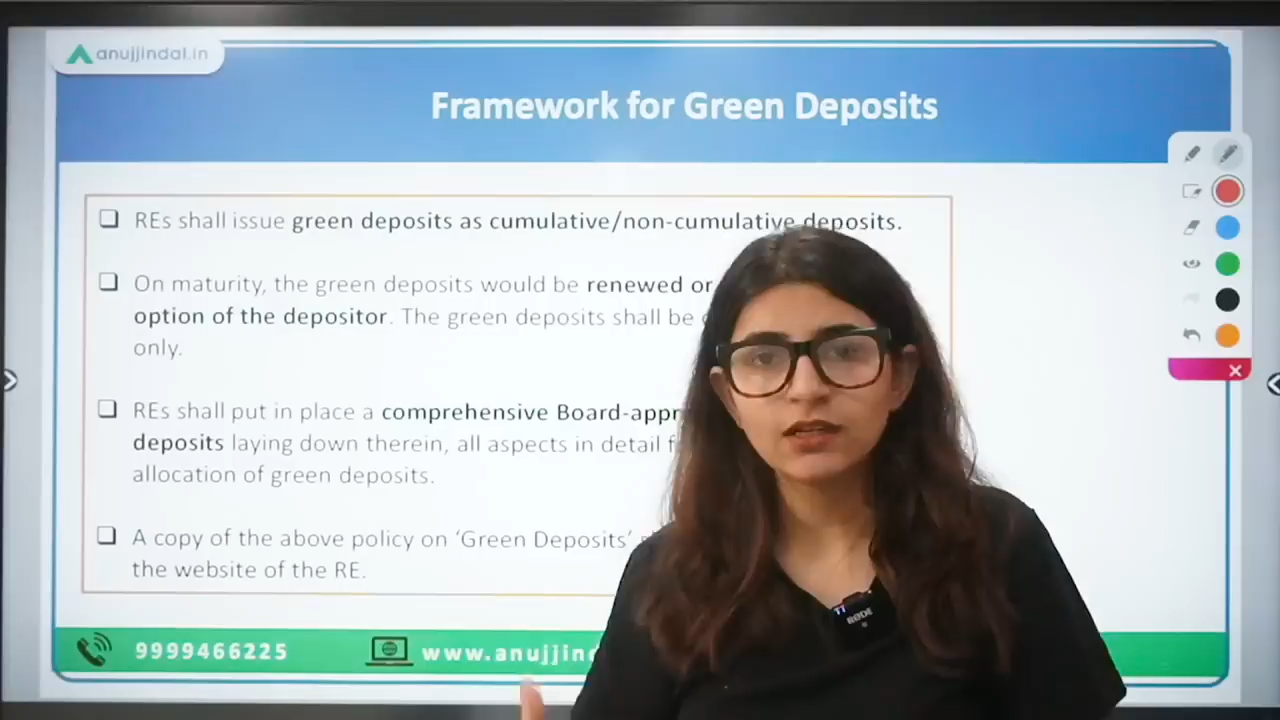 anujjindal.in
Framework for Green Deposits
REs shall issue green deposits as cumulative/non-cumulative deposits.
On maturity, the green deposits would be renewed or
option of the depositor. The green deposits shall be
only.
REs shall put in place a comprehensive Board-appr
deposits laying down therein, all aspects in detail f
allocation of green deposits.
A copy of the above policy on ‘Green Deposits’
the website of the RE.
9999466225
www.anujjind
RØDE